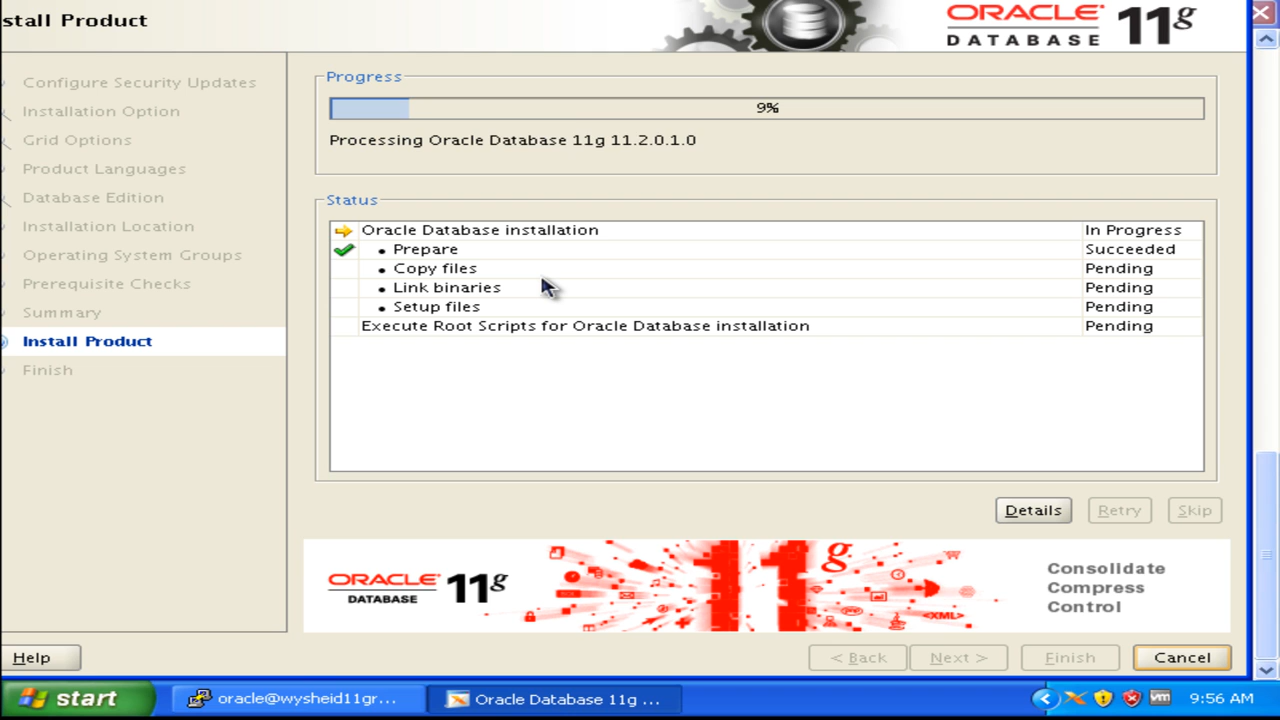 stall Product
ORACLE
DATABASE
11g
Configure Security Updates
Installation Option
Grid Options
Product Languages
Database Edition
Installation Location
Operating System Groups
Prerequisite Checks
Summary
Install Product
Finish
Progress
9%
Processing Oracle Database 11g 11.2.0.1.0
Status
Oracle Database installation In Progress
• Prepare Succeeded
• Copy files Pending
• Link binaries Pending
• Setup files Pending
Execute Root Scripts for Oracle Database installation Pending
Details Retry Skip
ORACLE
DATABASE
11g
11g
<XML>
Consolidate
Compress
Control
Help < Back Next > Finish Cancel
start oracle@wysheid11gr... Oracle Database 11g ... vm 9:56 AM